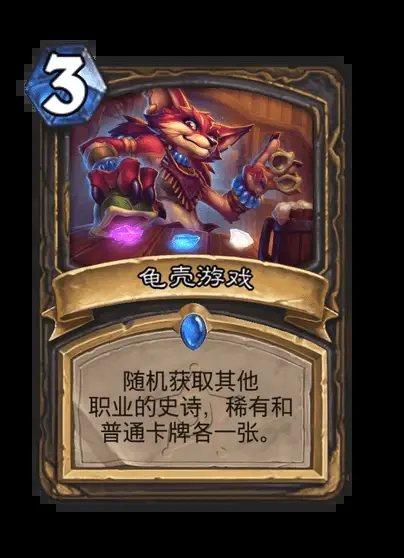 3
龟壳游戏
随机获取其他
职业的史诗，稀有和
普通卡牌各一张。